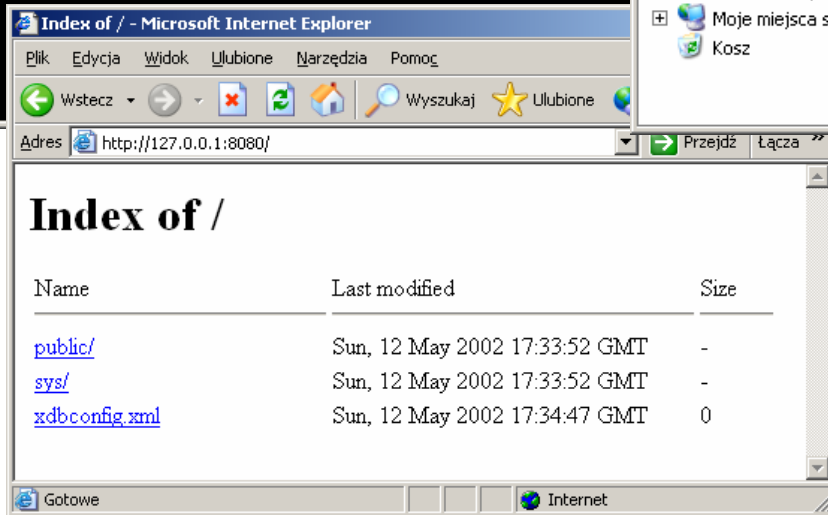 Index of / - Microsoft Internet Explorer
Moje miejsca s
Kosz
Plik Edycja Widok Ulubione Narzędzia Pomoc
Wstecz Wyszukaj Ulubione
Adres http://127.0.0.1:8080/ Przejdź Łącza »
Index of /
Name Last modified Size
public/ Sun, 12 May 2002 17:33:52 GMT -
sys/ Sun, 12 May 2002 17:33:52 GMT -
xdbconfig.xml Sun, 12 May 2002 17:34:47 GMT 0
Gotowe Internet